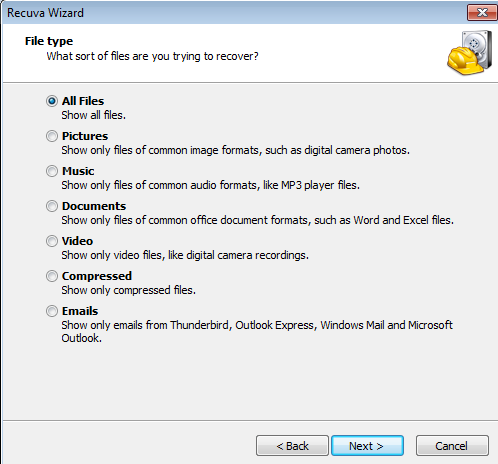 Recuva Wizard
File type
What sort of files are you trying to recover?
All Files
Show all files.
Pictures
Show only files of common image formats, such as digital camera photos.
Music
Show only files of common audio formats, like MP3 player files.
Documents
Show only files of common office document formats, such as Word and Excel files.
Video
Show only video files, like digital camera recordings.
Compressed
Show only compressed files.
Emails
Show only emails from Thunderbird, Outlook Express, Windows Mail and Microsoft
Outlook.
< Back Next > Cancel